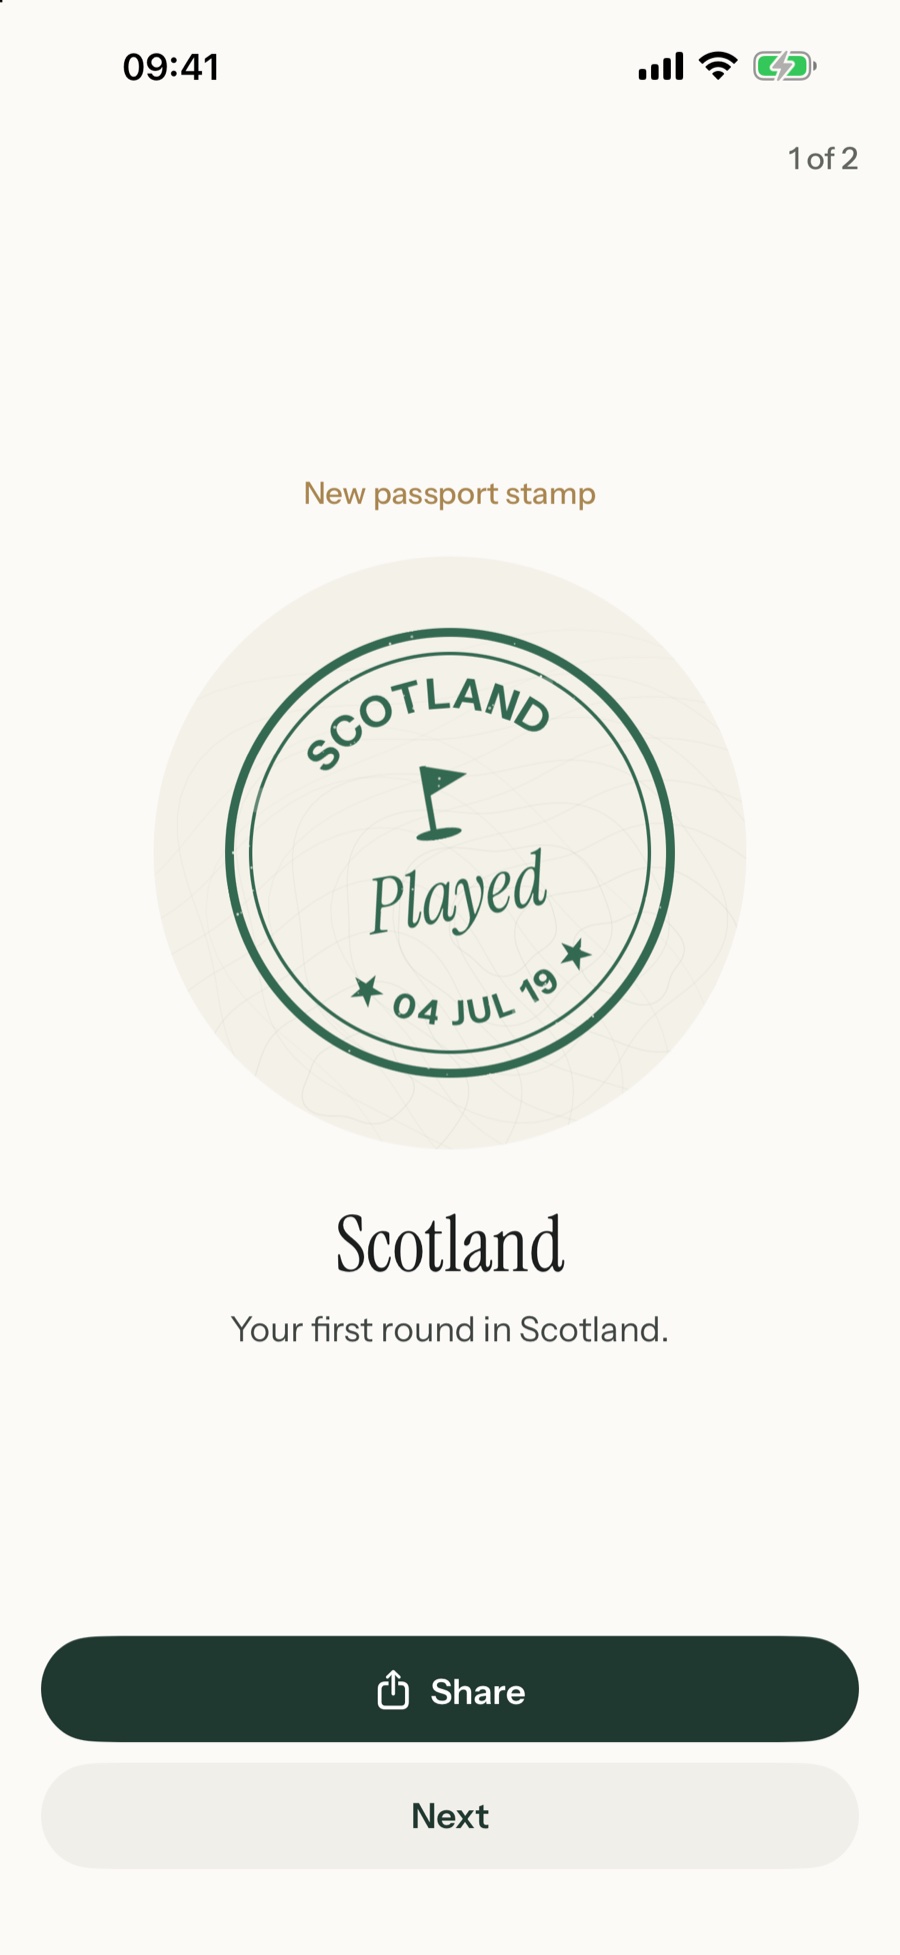 09:41
1 of 2
New passport stamp
SCOTLAND
Played
★ 04 JUL 19 ★
Scotland
Your first round in Scotland.
Share
Next